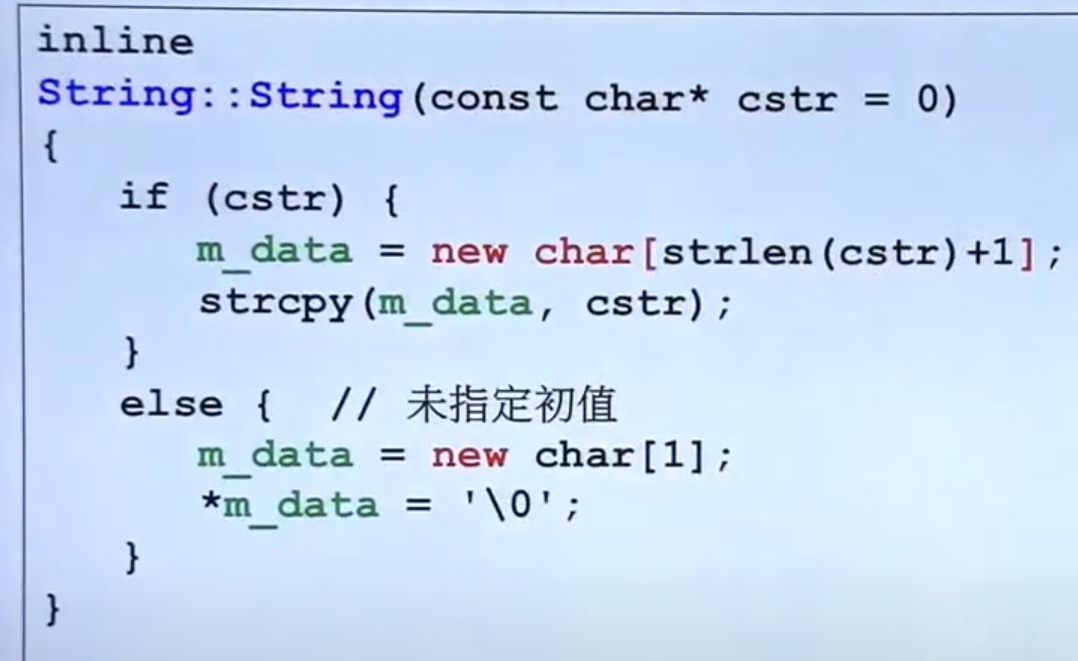 inline
String::String(const char* cstr = 0)
{
   if (cstr) {
      m_data = new char[strlen(cstr)+1];
      strcpy(m_data, cstr);
   }
   else {  // 未指定初值
      m_data = new char[1];
      *m_data = '\0';
   }
}